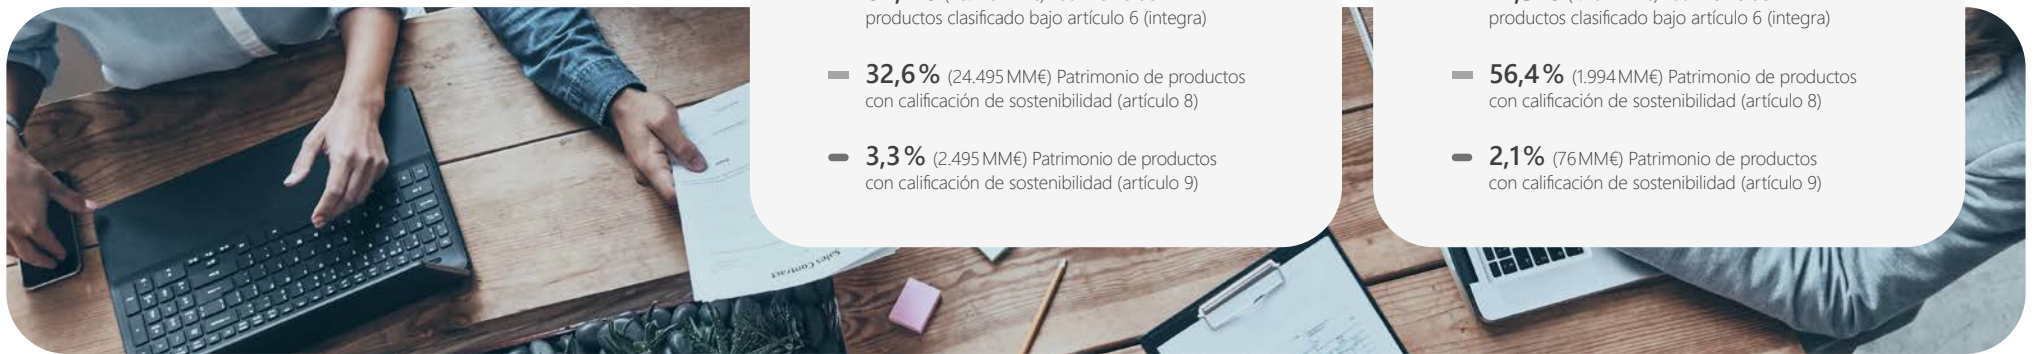 productos clasificado bajo artículo 6 (integra)
32,6% (24.495 MM€) Patrimonio de productos
con calificación de sostenibilidad (artículo 8)
3,3% (2.495 MM€) Patrimonio de productos
con calificación de sostenibilidad (artículo 9)
productos clasificado bajo artículo 6 (integra)
56,4% (1.994 MM€) Patrimonio de productos
con calificación de sostenibilidad (artículo 8)
2,1% (76 MM€) Patrimonio de productos
con calificación de sostenibilidad (artículo 9)
Sales Contract